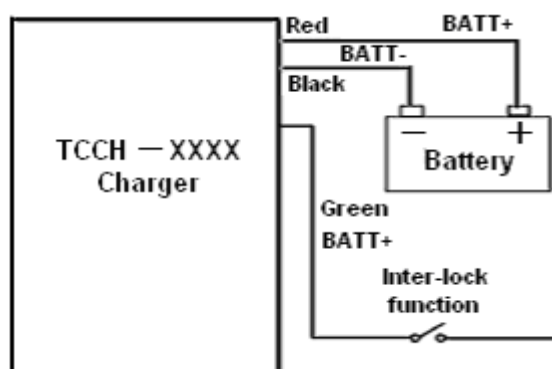 Red
BATT+
BATT-
Black
TCCH — XXXX
Charger
— +
Battery
Green
BATT+
Inter-lock
function